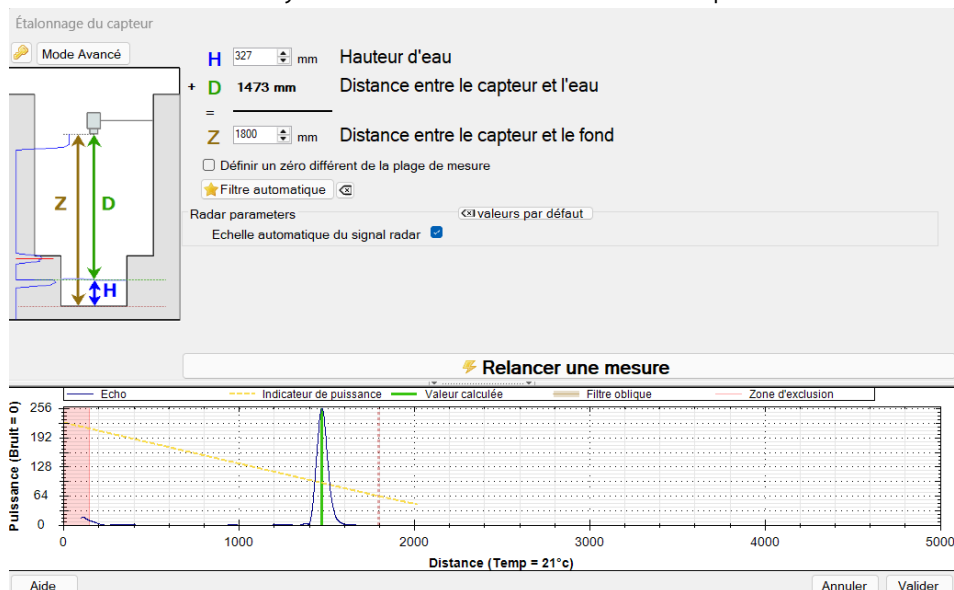 Étalonnage du capteur
Mode Avancé
H 327 mm Hauteur d'eau
+ D 1473 mm Distance entre le capteur et l'eau
=
Z 1800 mm Distance entre le capteur et le fond
Définir un zéro différent de la plage de mesure
Filtre automatique
Radar parameters valeurs par défaut
Echelle automatique du signal radar
Z D
H
Relancer une mesure
Echo Indicateur de puissance Valeur calculée Filtre oblique Zone d'exclusion
Puissance (Bruit = 0)
256
192
128
64
0
0 1000 2000 3000 4000 5000
Distance (Temp = 21°c)
Aide Annuler Valider